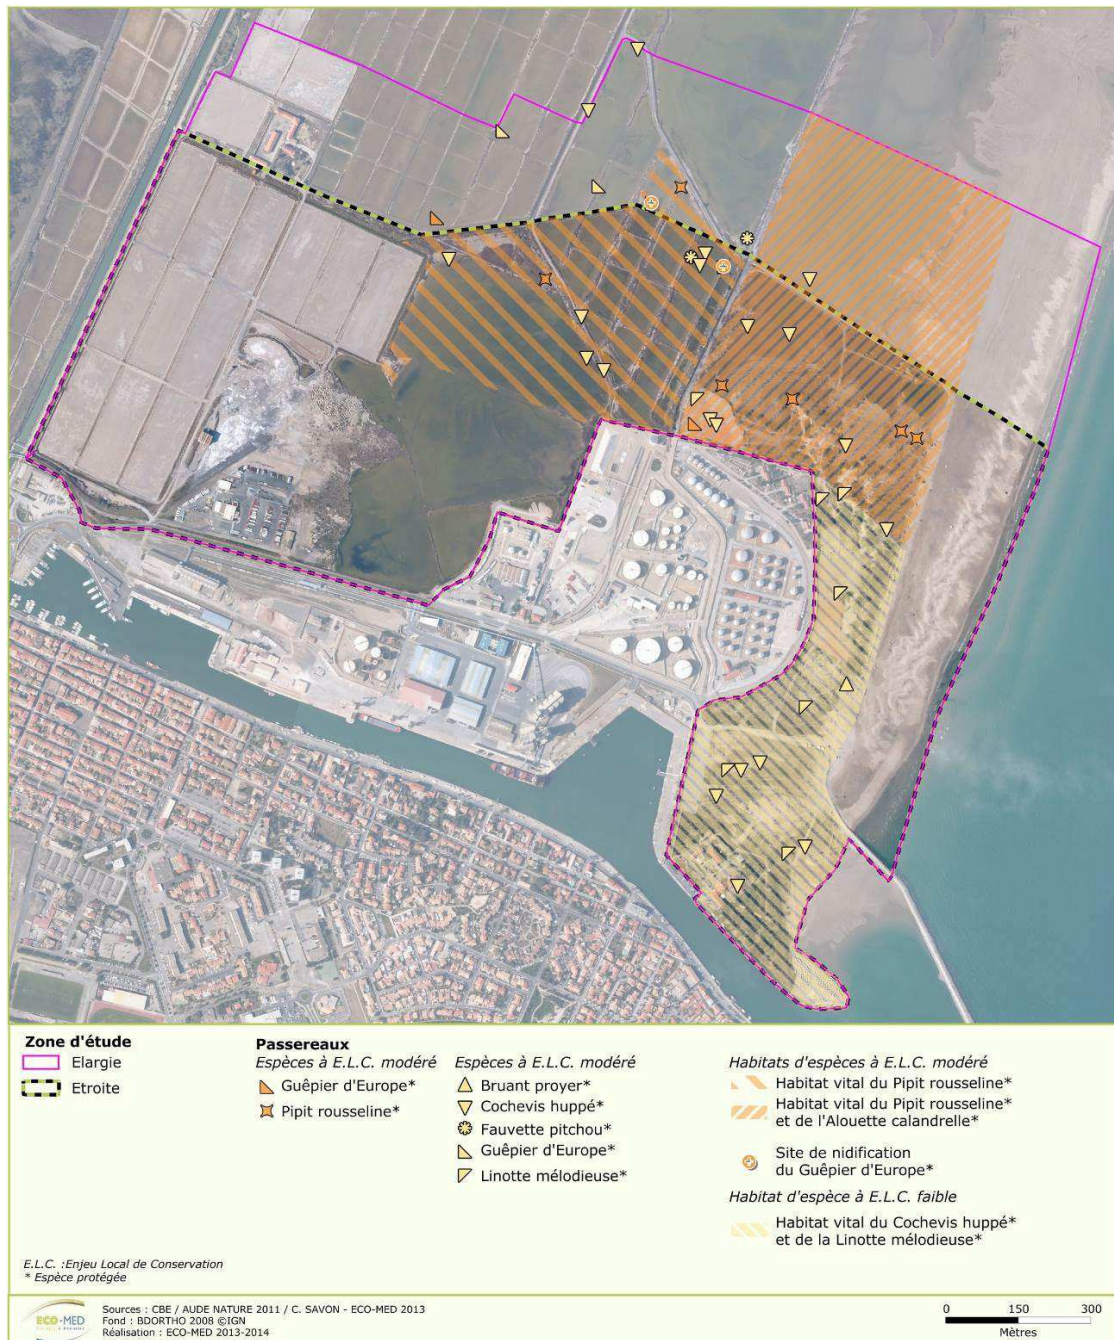 Zone d'étude
Elargie
Etroite
Passereaux
Espèces à E.L.C. modéré
Guêpier d'Europe*
Pipit rousseline*
Espèces à E.L.C. modéré
Bruant proyer*
Cochevis huppé*
Fauvette pitchou*
Guêpier d'Europe*
Linotte mélodieuse*
Habitats d'espèces à E.L.C. modéré
Habitat vital du Pipit rousseline*
Habitat vital du Pipit rousseline*
et de l'Alouette calandrelle*
Site de nidification
du Guêpier d'Europe*
Habitat d'espèce à E.L.C. faible
Habitat vital du Cochevis huppé*
et de la Linotte mélodieuse*
E.L.C. :Enjeu Local de Conservation
* Espèce protégée
ECO-MED
Sources : CBE / AUDE NATURE 2011 / C. SAVON - ECO-MED 2013
Fond : BDORTHO 2008 ©IGN
Réalisation : ECO-MED 2013-2014
0 150 300
Mètres